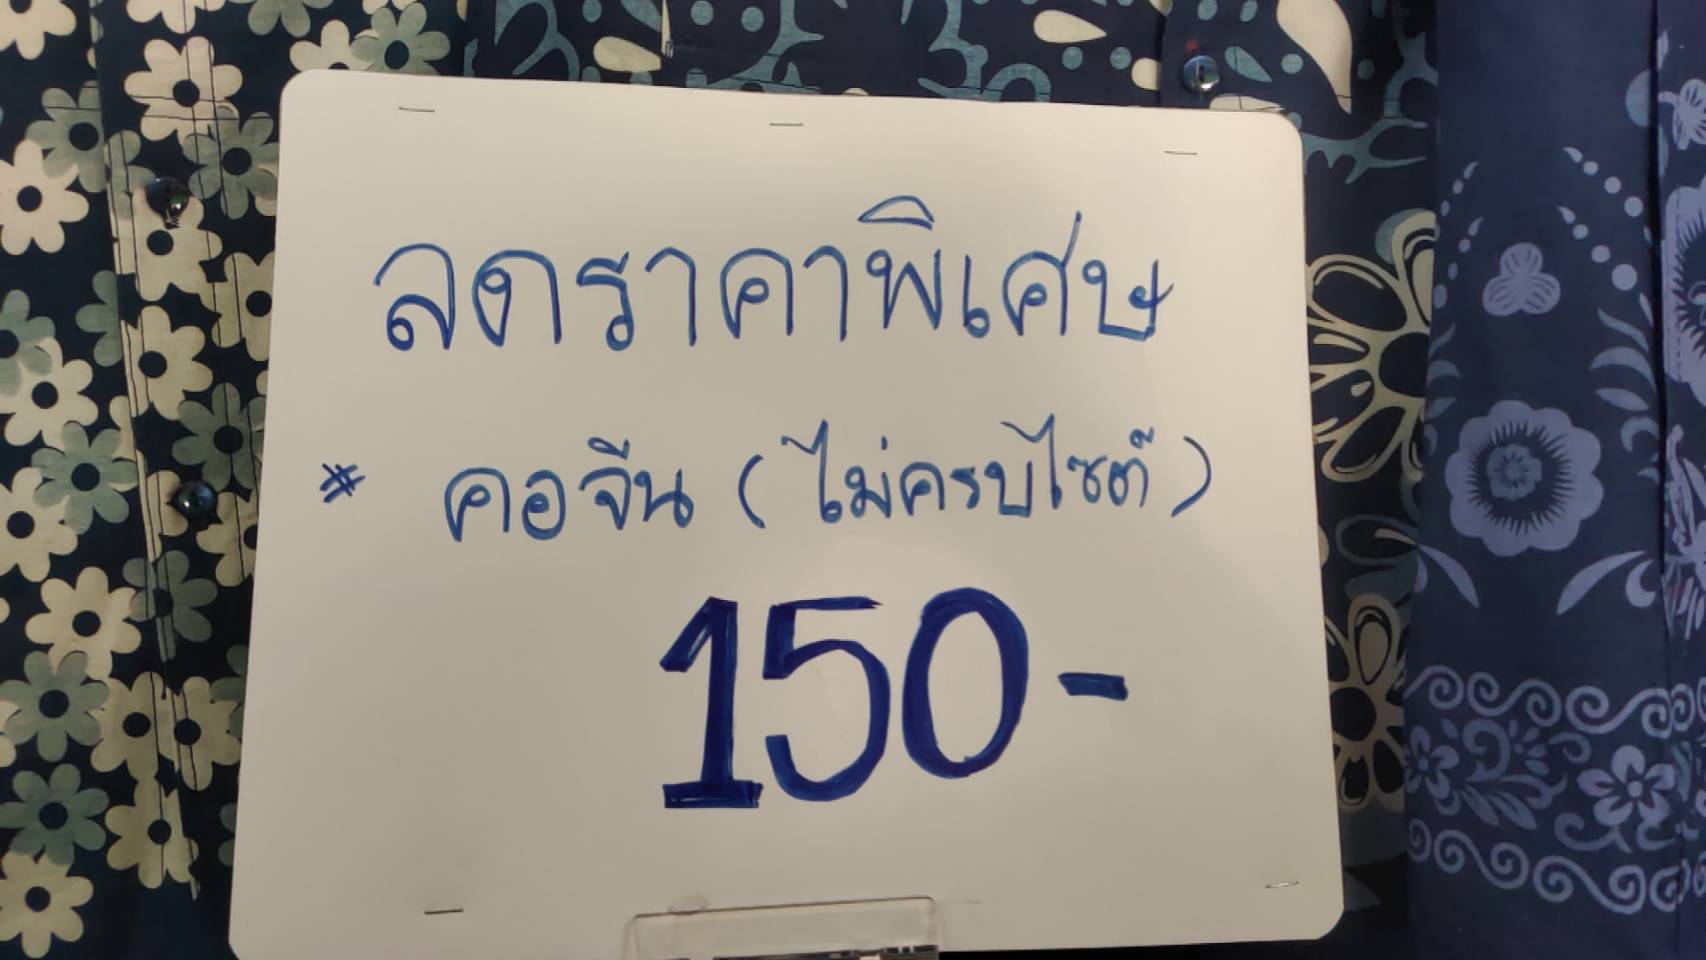 ลดราคาพิเศษ
* คอจีน (ไม่ครบไซต์)
150-